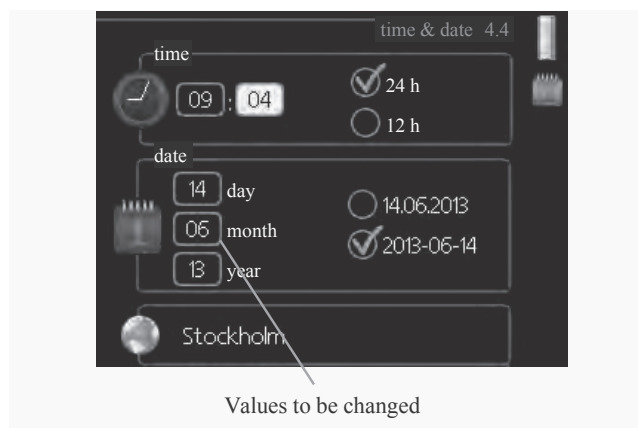 time & date 4.4
time
09 : 04
24 h
12 h
date
14 day
06 month
13 year
14.06.2013
2013-06-14
Stockholm
Values to be changed